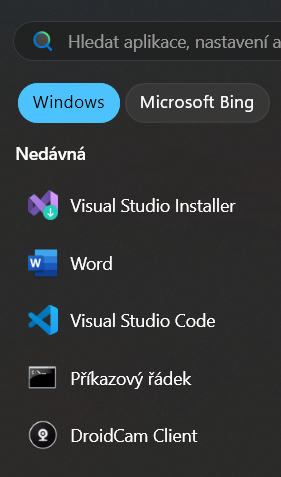 Hledat aplikace, nastavení a
Windows
Microsoft Bing
Nedávná
Visual Studio Installer
Word
Visual Studio Code
Příkazový řádek
DroidCam Client